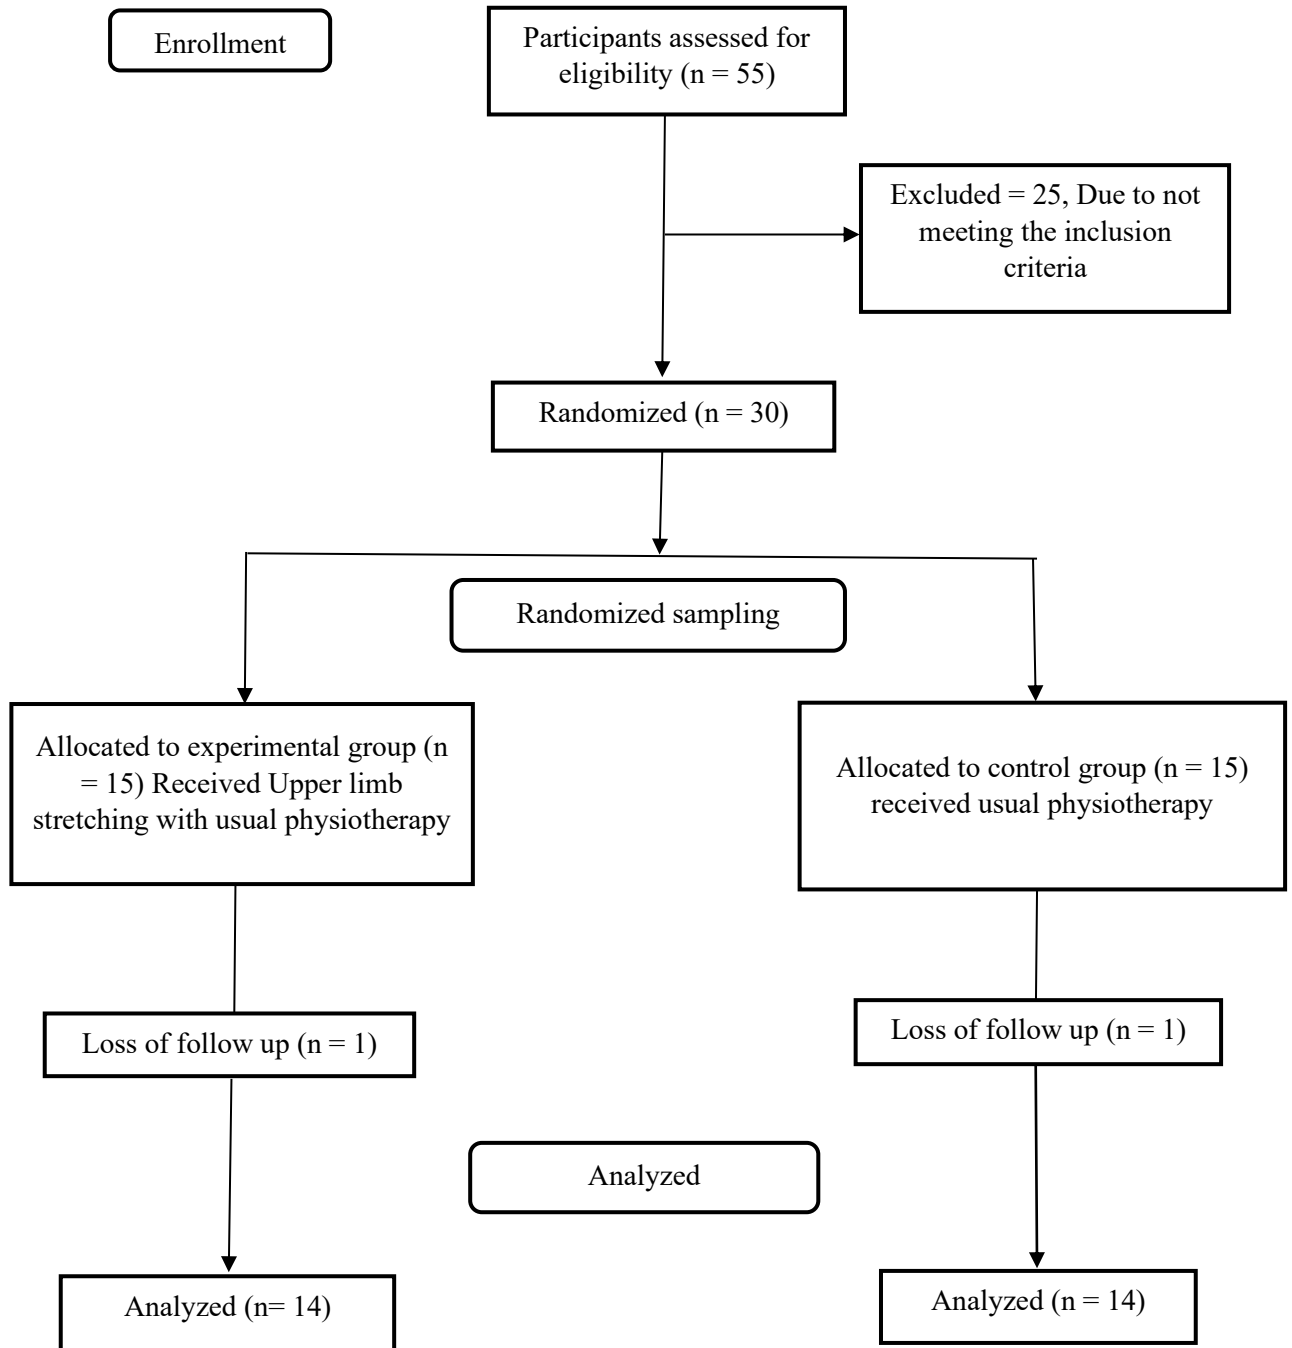 Enrollment
Participants assessed for
eligibility (n = 55)
Excluded = 25, Due to not
meeting the inclusion
criteria
Randomized (n = 30)
Randomized sampling
Allocated to experimental group (n
= 15) Received Upper limb
stretching with usual physiotherapy
Allocated to control group (n = 15)
received usual physiotherapy
Loss of follow up (n = 1)
Loss of follow up (n = 1)
Analyzed
Analyzed (n= 14)
Analyzed (n = 14)